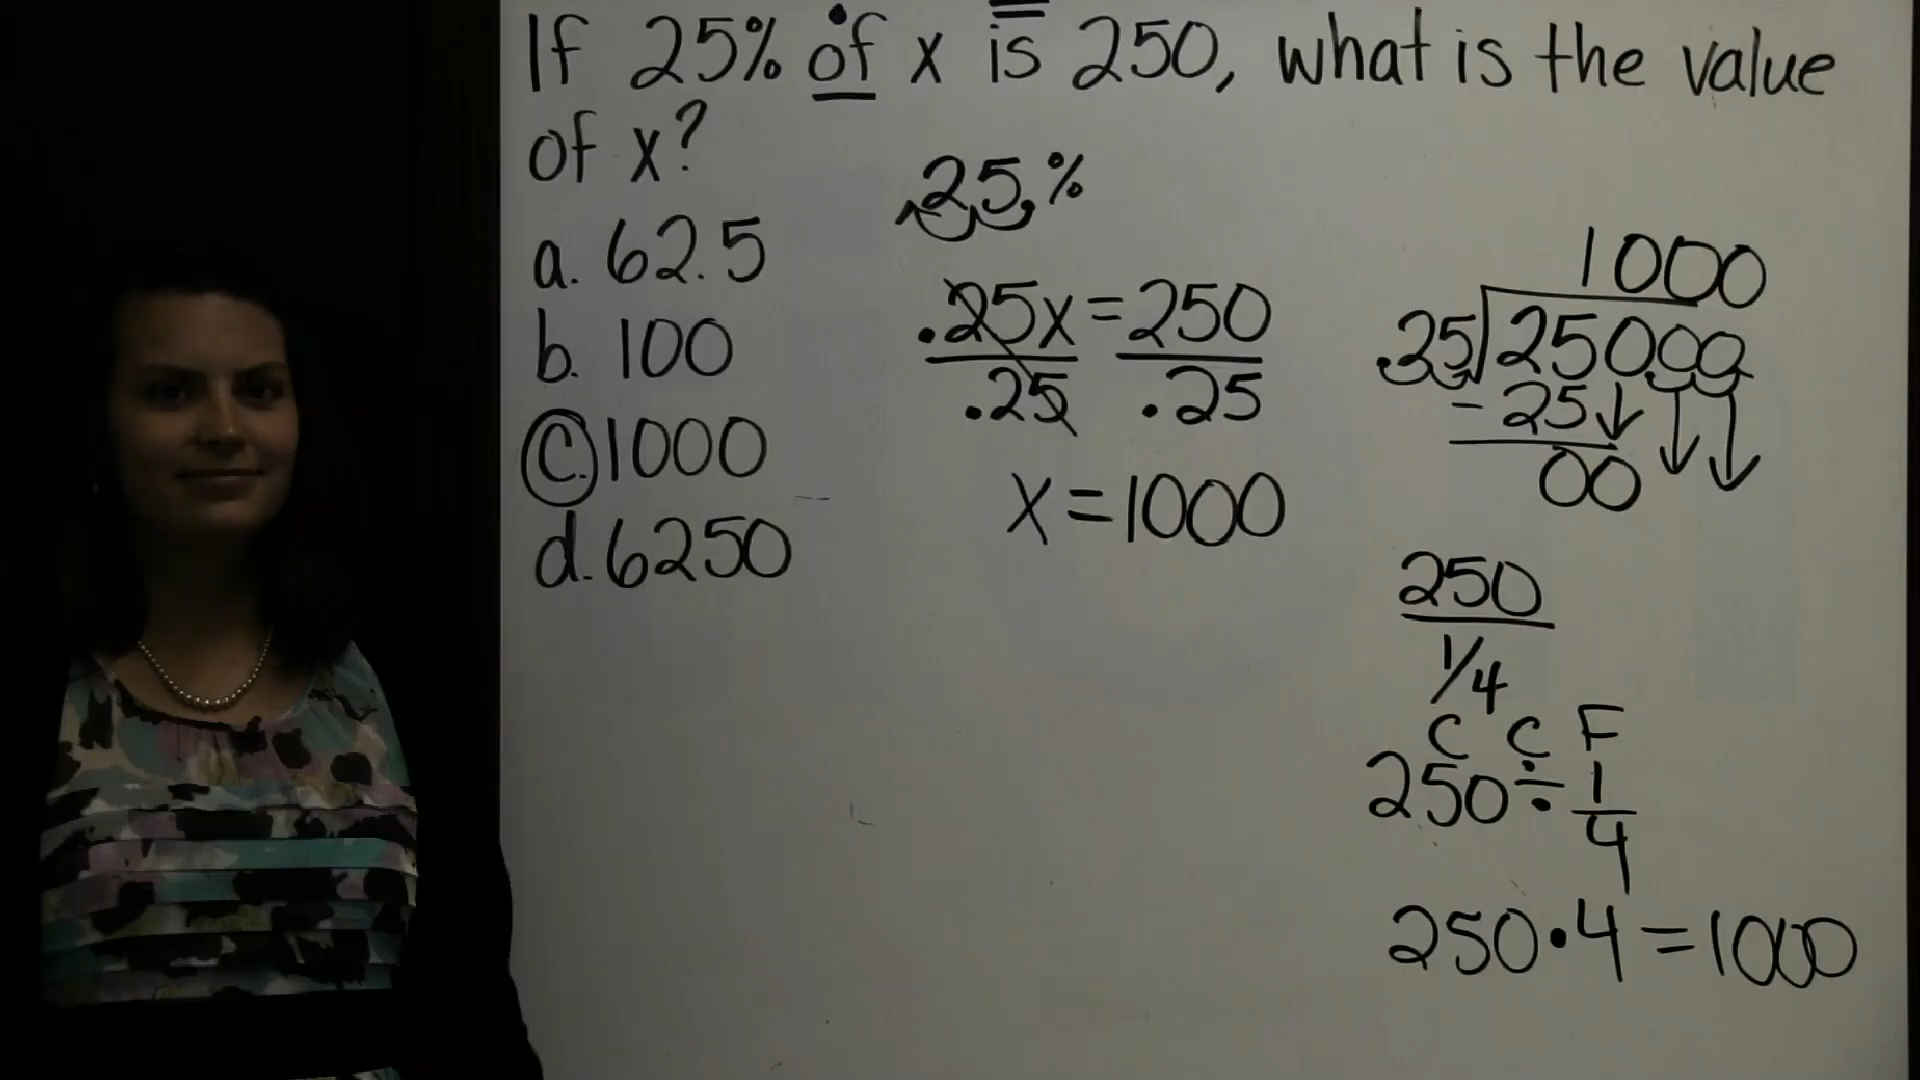 If 25% of x is 250, what is the value
of x?
a. 62.5
b. 100
c. 1000
d. 6250
.25.%
.25x = 250
.25 .25
x = 1000
1000
.25 25000
- 25
00
250
1/4
C C F
250 ÷ 1
4
250 • 4 = 1000